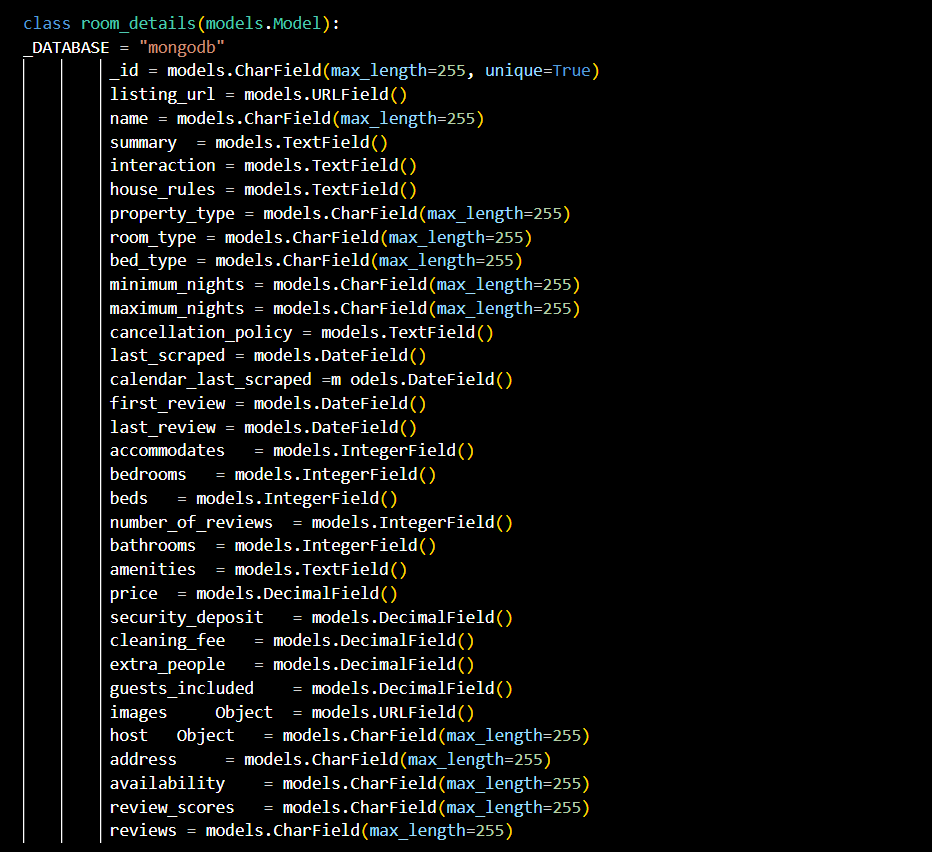 class room_details(models.Model):
_DATABASE = "mongodb"
_id = models.CharField(max_length=255, unique=True)
listing_url = models.URLField()
name = models.CharField(max_length=255)
summary  = models.TextField()
interaction = models.TextField()
house_rules = models.TextField()
property_type = models.CharField(max_length=255)
room_type = models.CharField(max_length=255)
bed_type = models.CharField(max_length=255)
minimum_nights = models.CharField(max_length=255)
maximum_nights = models.CharField(max_length=255)
cancellation_policy = models.TextField()
last_scraped = models.DateField()
calendar_last_scraped =m odels.DateField()
first_review = models.DateField()
last_review = models.DateField()
accommodates   = models.IntegerField()
bedrooms   = models.IntegerField()
beds   = models.IntegerField()
number_of_reviews  = models.IntegerField()
bathrooms  = models.IntegerField()
amenities  = models.TextField()
price  = models.DecimalField()
security_deposit   = models.DecimalField()
cleaning_fee   = models.DecimalField()
extra_people   = models.DecimalField()
guests_included    = models.DecimalField()
images     Object  = models.URLField()
host   Object   = models.CharField(max_length=255)
address     = models.CharField(max_length=255)
availability    = models.CharField(max_length=255)
review_scores   = models.CharField(max_length=255)
reviews = models.CharField(max_length=255)